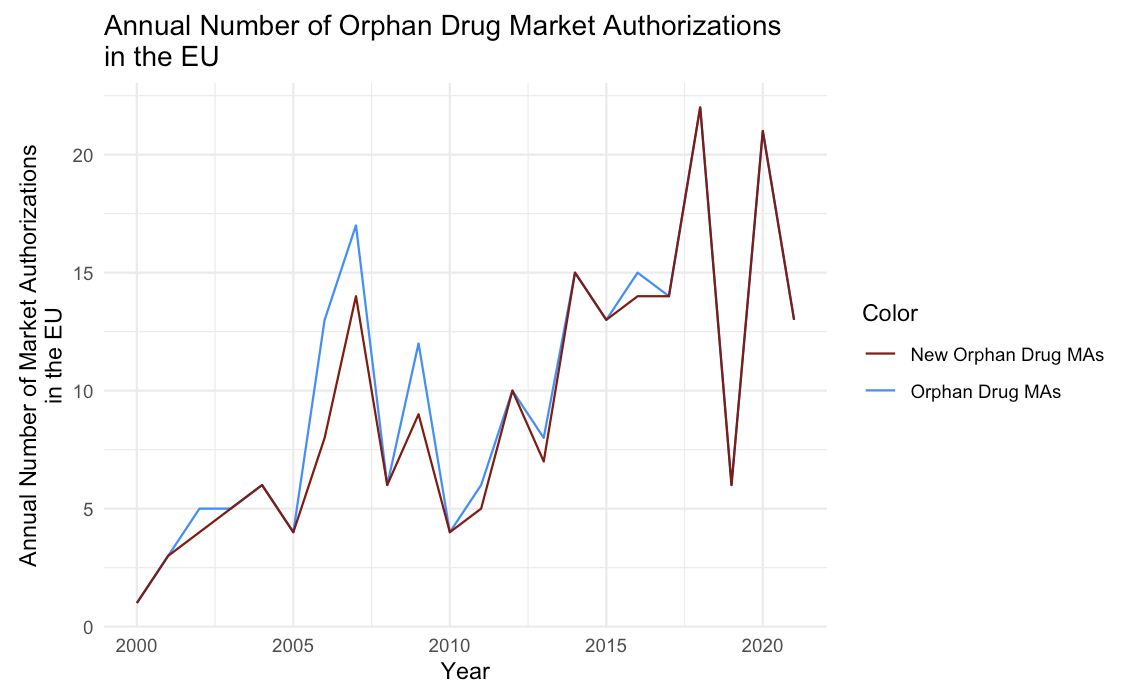 Annual Number of Orphan Drug Market Authorizations
in the EU
Annual Number of Market Authorizations
in the EU
20
15
10
5
0
2000
2005
2010
2015
2020
Year
Color
New Orphan Drug MAs
Orphan Drug MAs